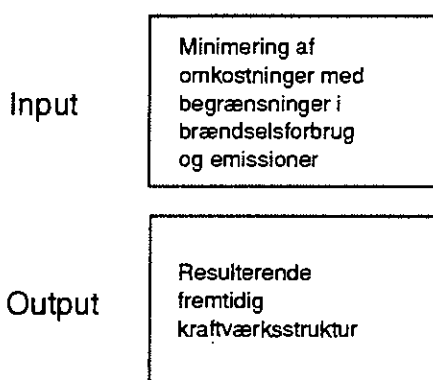 Input
Minimering af
omkostninger med
begrænsninger i
brændselsforbrug
og emissioner
Output
Resulterende
fremtidig
kraftværksstruktur